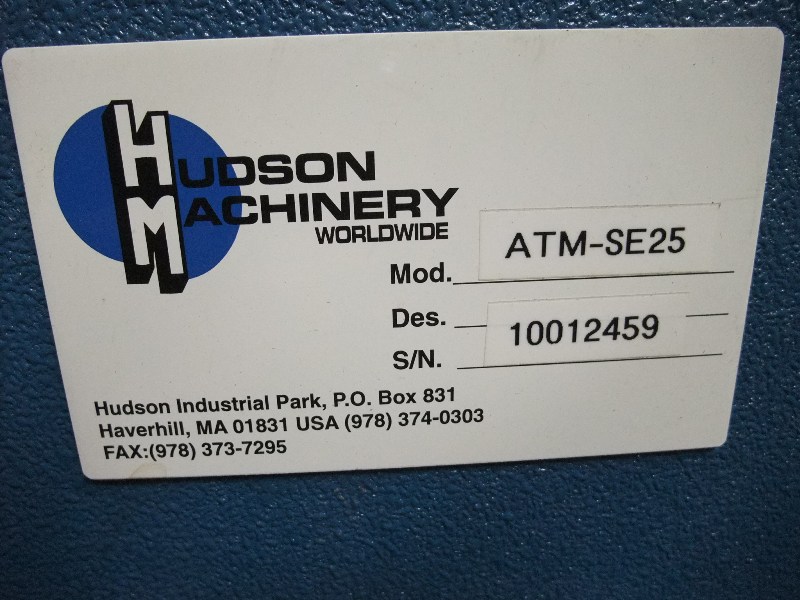 HUDSON
MACHINERY
WORLDWIDE
Mod. ATM-SE25
Des.
S/N. 10012459
Hudson Industrial Park, P.O. Box 831
Haverhill, MA 01831 USA (978) 374-0303
FAX:(978) 373-7295